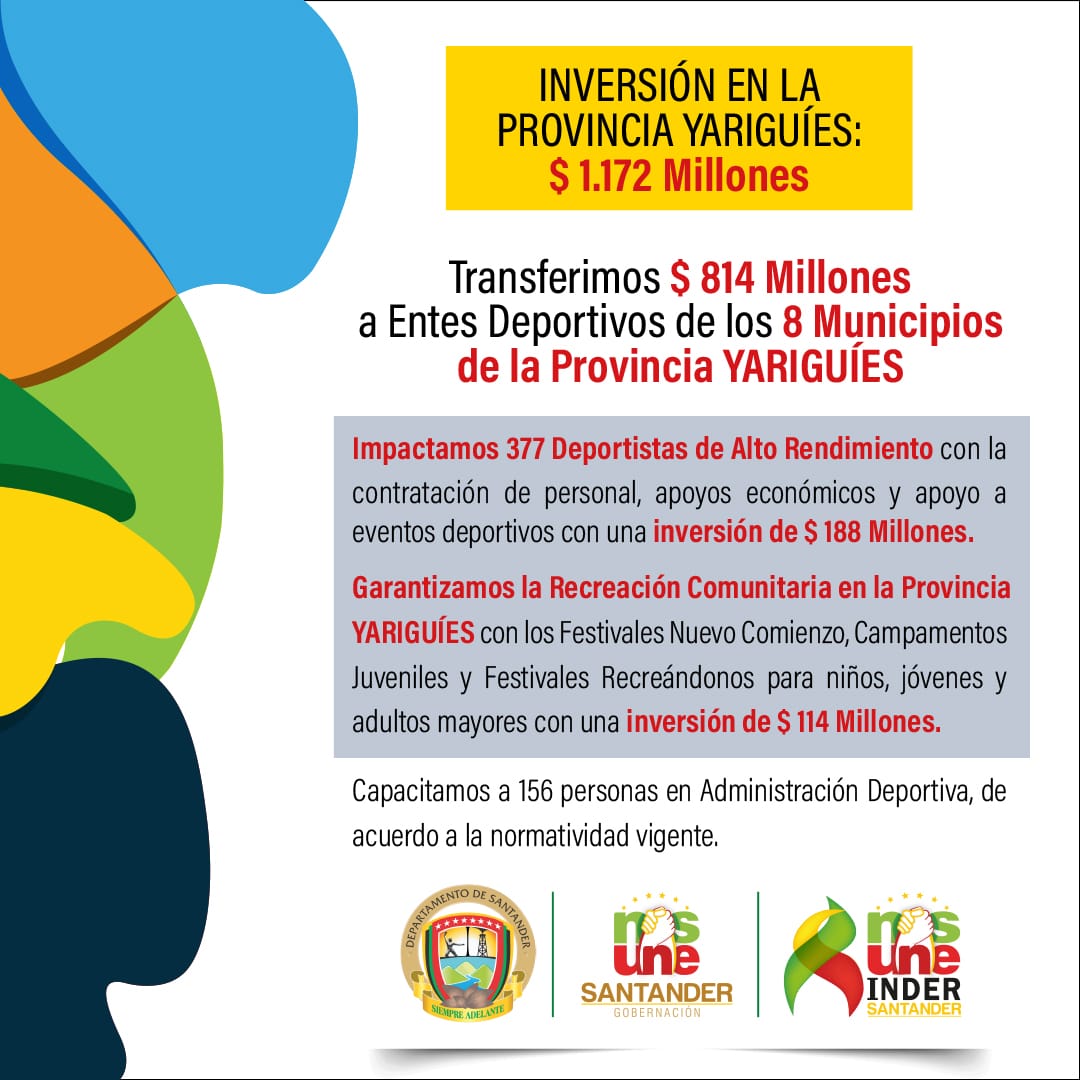 INVERSIÓN EN LA
PROVINCIA YARIGUÍES:
$ 1.172 Millones
Transferimos $ 814 Millones
a Entes Deportivos de los 8 Municipios
de la Provincia YARIGUÍES
Impactamos 377 Deportistas de Alto Rendimiento con la
contratación de personal, apoyos económicos y apoyo a
eventos deportivos con una inversión de $ 188 Millones.
Garantizamos la Recreación Comunitaria en la Provincia
YARIGUÍES con los Festivales Nuevo Comienzo, Campamentos
Juveniles y Festivales Recreándonos para niños, jóvenes y
adultos mayores con una inversión de $ 114 Millones.
Capacitamos a 156 personas en Administración Deportiva, de
acuerdo a la normatividad vigente.
DEPARTAMENTO DE SANTANDER
SIEMPRE ADELANTE
nos
une
SANTANDER
GOBERNACIÓN
nos
une
INDER
SANTANDER